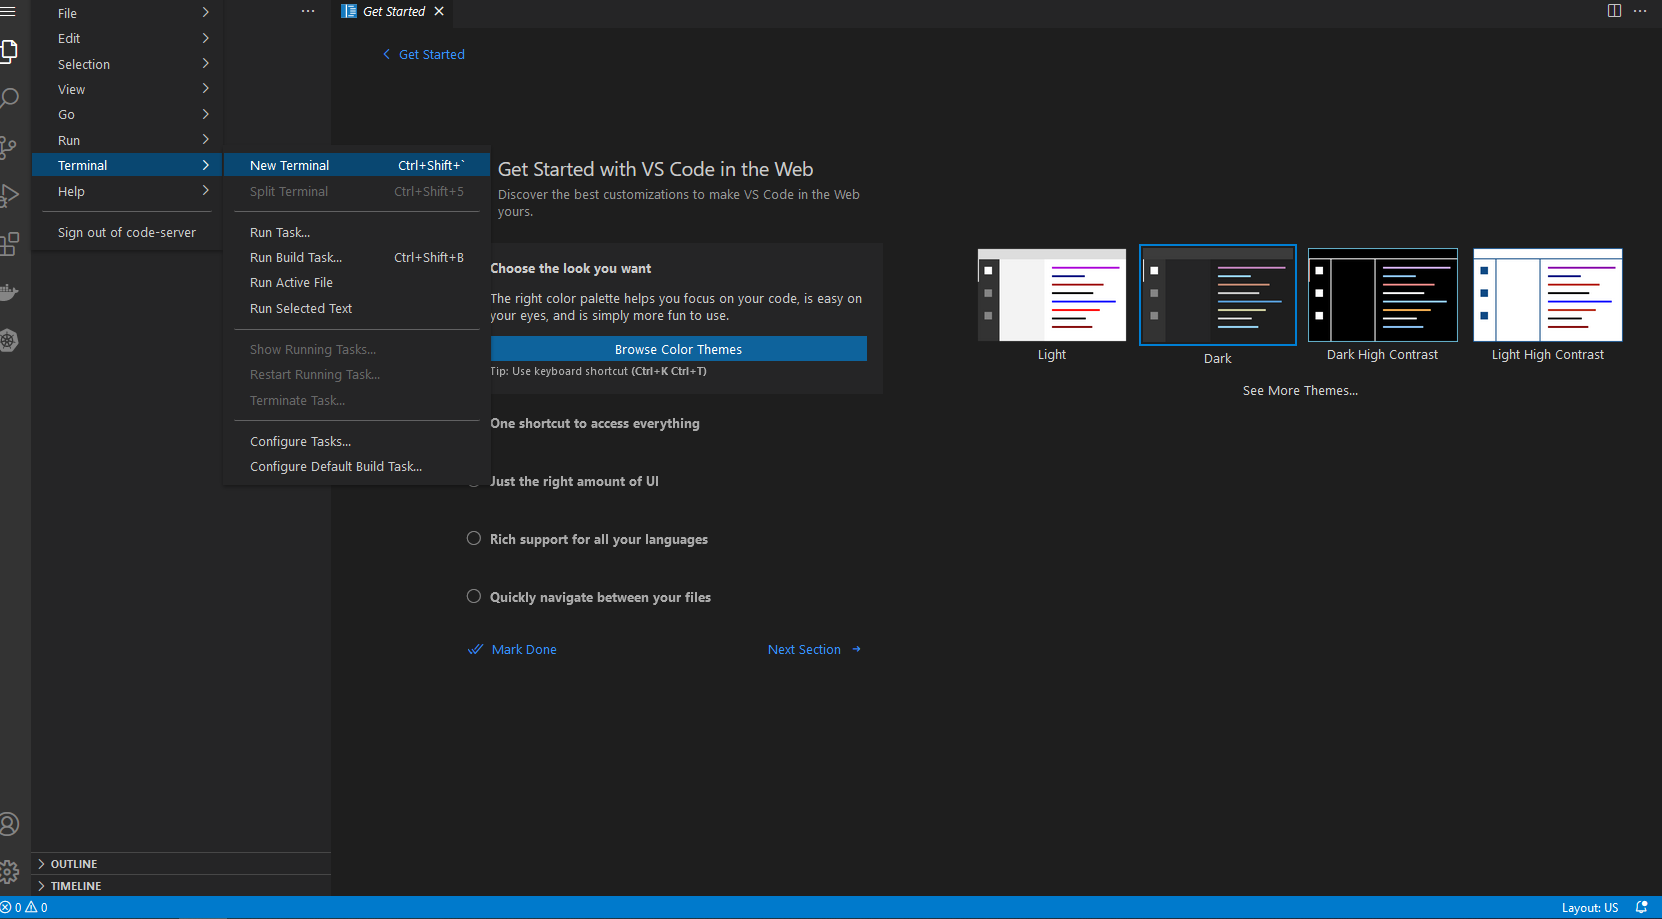 File
Edit
Selection
View
Go
Run
Terminal
Help
Sign out of code-server
New Terminal Ctrl+Shift+`
Split Terminal Ctrl+Shift+5
Run Task...
Run Build Task... Ctrl+Shift+B
Run Active File
Run Selected Text
Show Running Tasks...
Restart Running Task...
Terminate Task...
Configure Tasks...
Configure Default Build Task...
Get Started
Get Started
Get Started with VS Code in the Web
Discover the best customizations to make VS Code in the Web
yours.
Choose the look you want
The right color palette helps you focus on your code, is easy on
your eyes, and is simply more fun to use.
Browse Color Themes
Tip: Use keyboard shortcut (Ctrl+K Ctrl+T)
One shortcut to access everything
Just the right amount of UI
Rich support for all your languages
Quickly navigate between your files
Mark Done
Next Section
Light
Dark
Dark High Contrast
Light High Contrast
See More Themes...
OUTLINE
TIMELINE
0 0
Layout: US